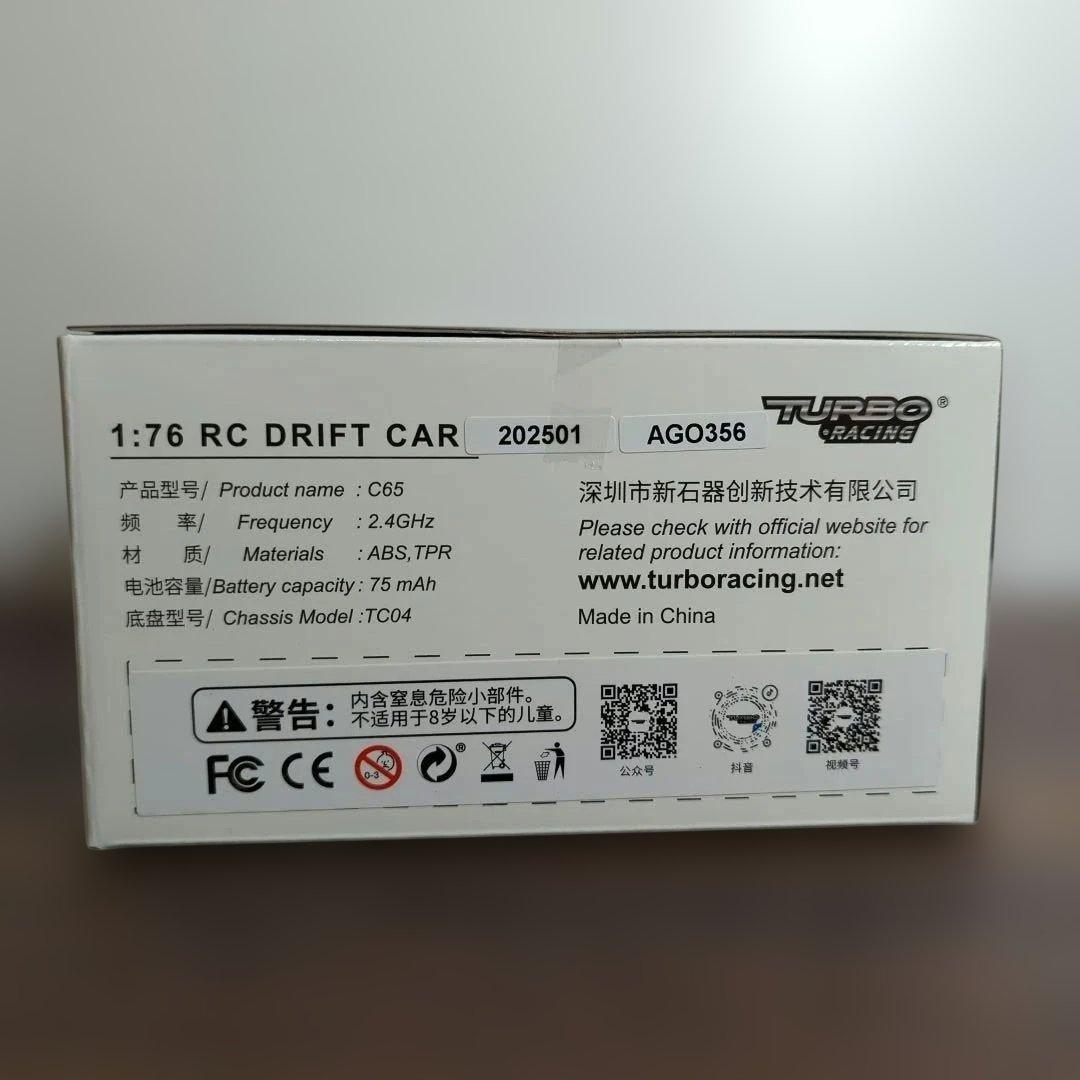 1:76 RC DRIFT CAR 202501 AGO356
TURBO®
RACING
产品型号/ Product name : C65
频 率/ Frequency : 2.4GHz
材 质/ Materials : ABS,TPR
电池容量/Battery capacity : 75 mAh
底盘型号/ Chassis Model :TC04
深圳市新石器创新技术有限公司
Please check with official website for
related product information:
www.turboracing.net
Made in China
警告：
内含窒息危险小部件。
不适用于8岁以下的儿童。
FC CE 0-3 ®
公众号
抖音
视频号